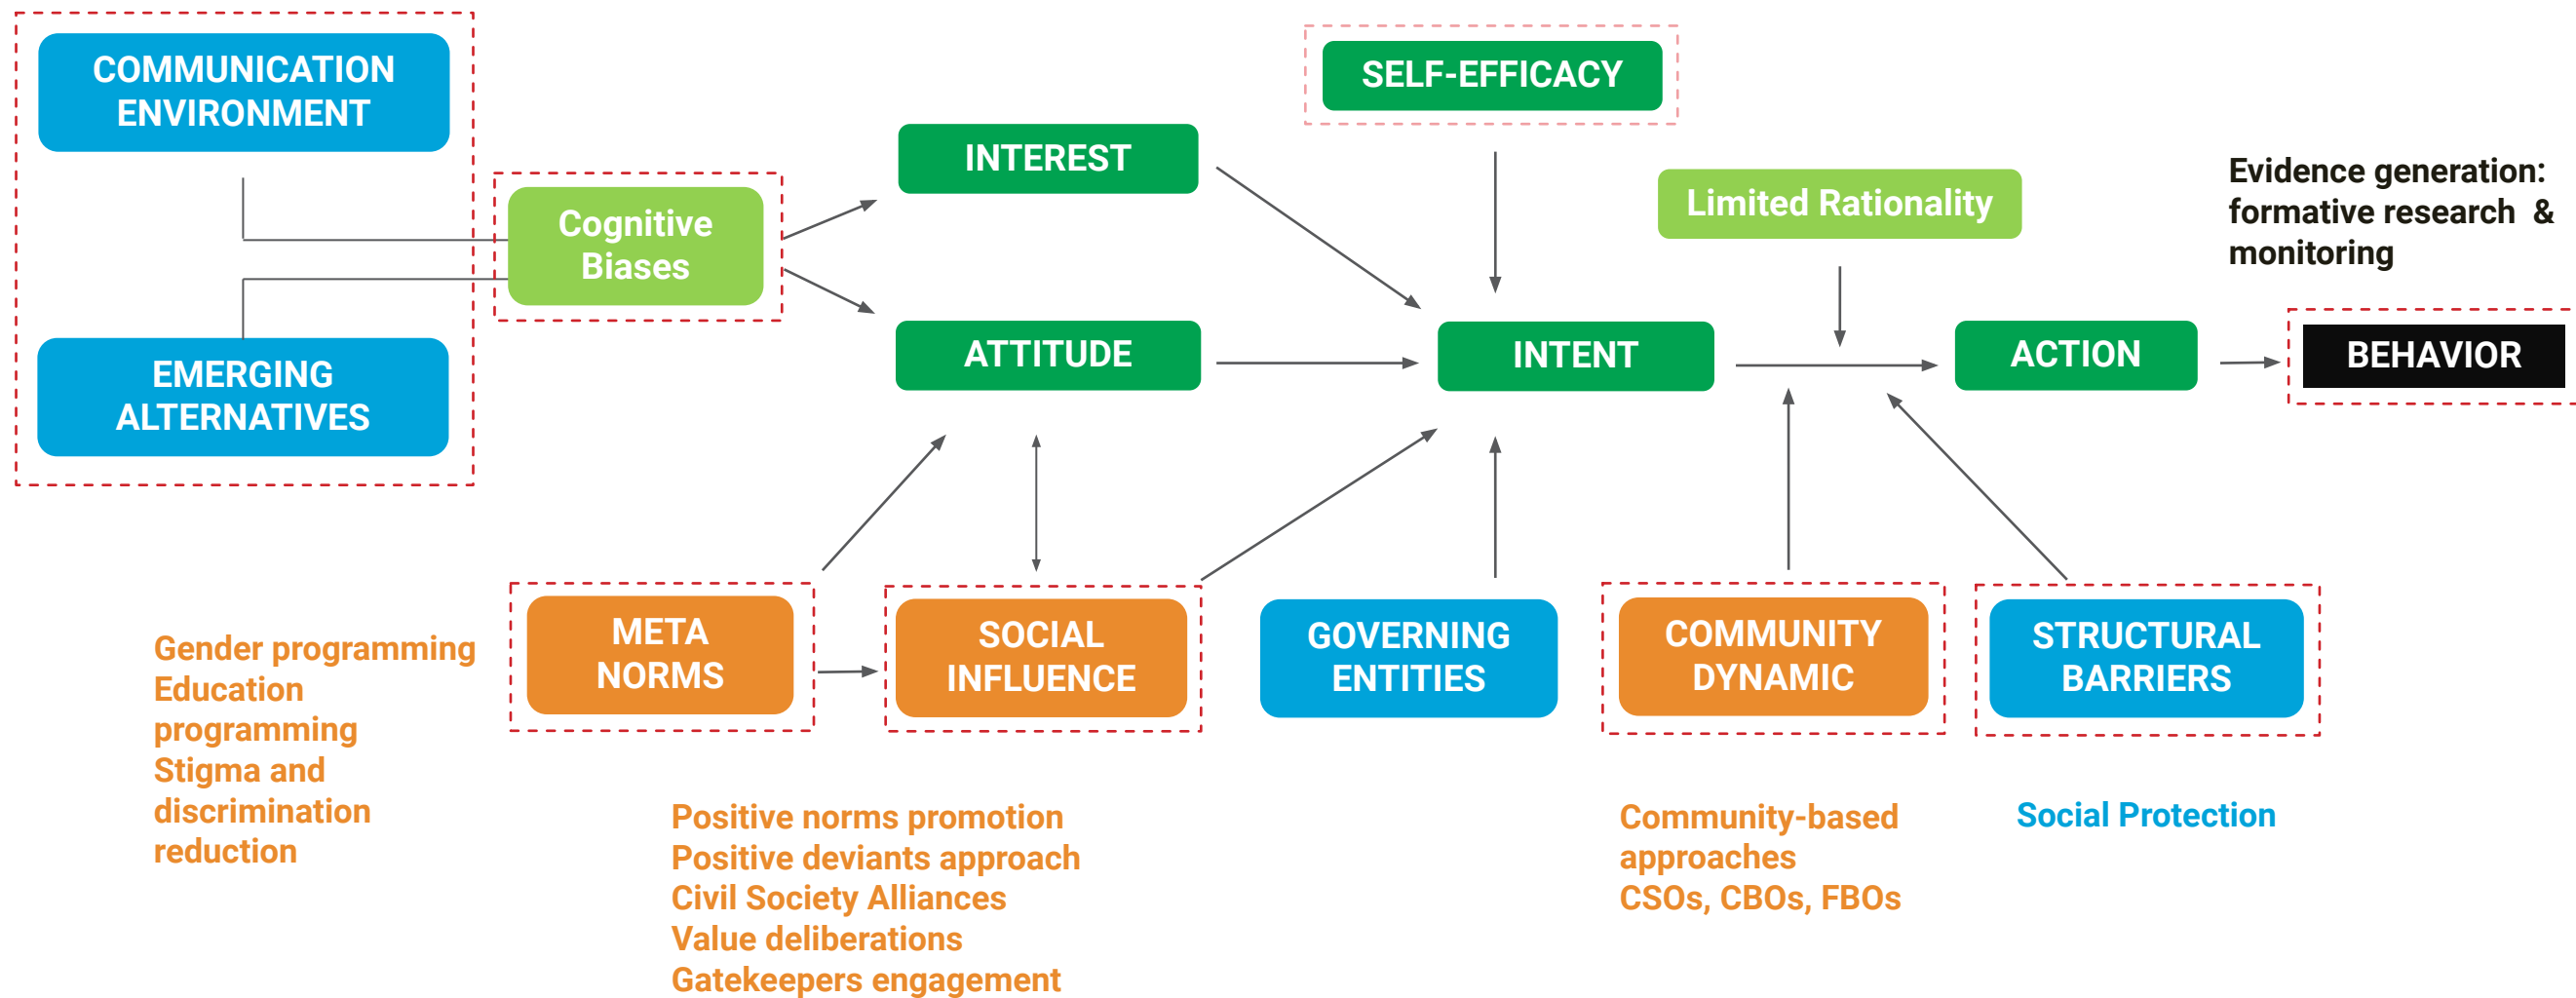 COMMUNICATION
ENVIRONMENT
SELF-EFFICACY
INTEREST
Cognitive
Biases
Limited Rationality
Evidence generation:
formative research  &
monitoring
EMERGING
ALTERNATIVES
ATTITUDE
INTENT
ACTION
BEHAVIOR
META
NORMS
SOCIAL
INFLUENCE
GOVERNING
ENTITIES
COMMUNITY
DYNAMIC
STRUCTURAL
BARRIERS
Gender programming
Education
programming
Stigma and
discrimination
reduction
Positive norms promotion
Positive deviants approach
Civil Society Alliances
Value deliberations
Gatekeepers engagement
Community-based
approaches
CSOs, CBOs, FBOs
Social Protection